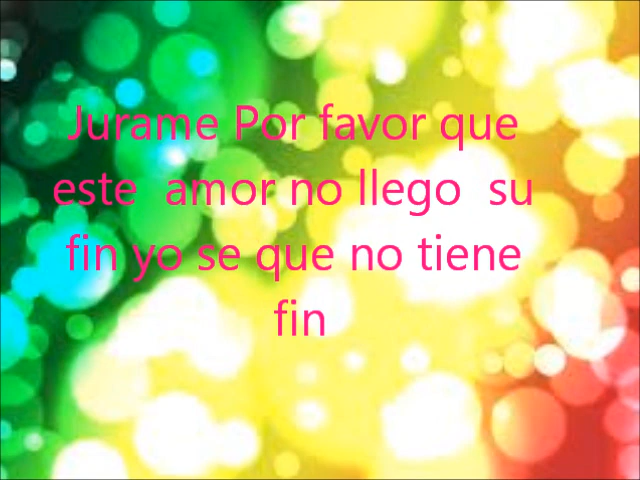 Jurame Por favor que
este  amor no llego  su
fin yo se que no tiene
fin